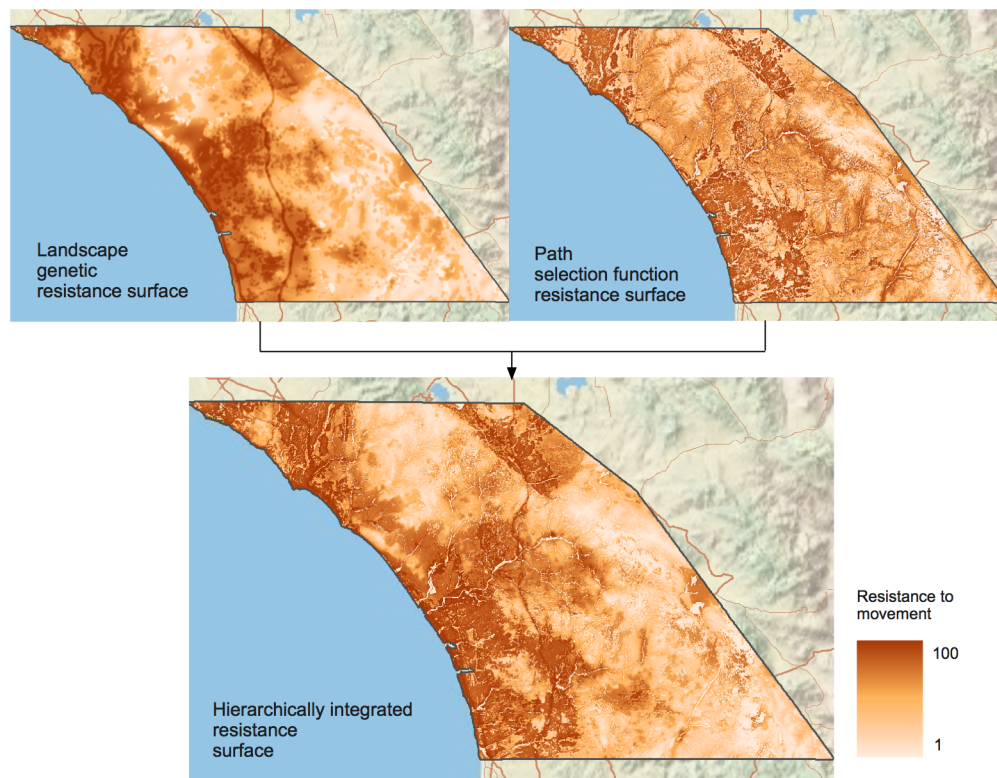 Landscape
genetic
resistance surface
Path
selection function
resistance surface
Hierarchically integrated
resistance
surface
Resistance to
movement
100
1